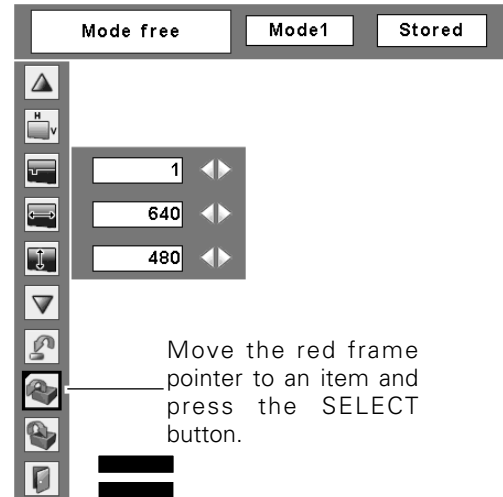 Mode free Mode1 Stored
H
V
1
640
480
Move the red frame
pointer to an item and
press the SELECT
button.